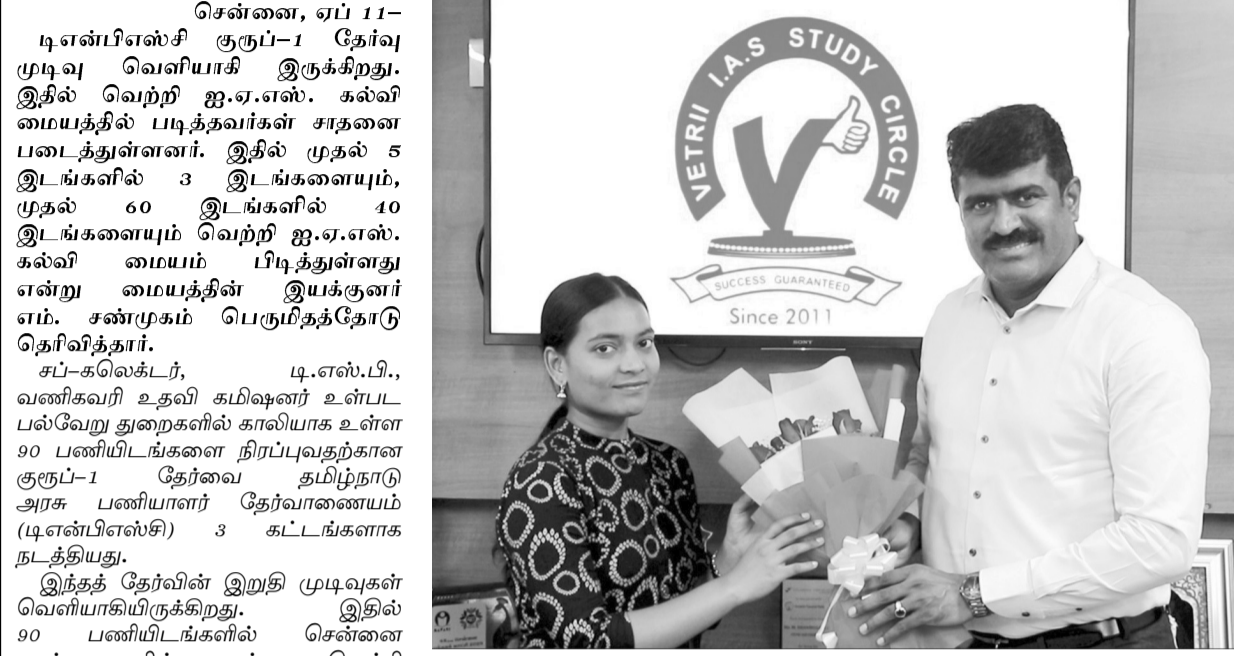 சென்னை, ஏப் 11–
டிஎன்பிஎஸ்சி குரூப்–1 தேர்வு
முடிவு வெளியாகி இருக்கிறது.
இதில் வெற்றி ஐ.ஏ.எஸ். கல்வி
மையத்தில் படித்தவர்கள் சாதனை
படைத்துள்ளனர். இதில் முதல் 5
இடங்களில் 3 இடங்களையும்,
முதல் 60 இடங்களில் 40
இடங்களையும் வெற்றி ஐ.ஏ.எஸ்.
கல்வி மையம் பிடித்துள்ளது
என்று மையத்தின் இயக்குனர்
எம். சண்முகம் பெருமிதத்தோடு
தெரிவித்தார்.
சப்–கலெக்டர், டி.எஸ்.பி.,
வணிகவரி உதவி கமிஷனர் உள்பட
பல்வேறு துறைகளில் காலியாக உள்ள
90 பணியிடங்களை நிரப்புவதற்கான
குரூப்–1 தேர்வை தமிழ்நாடு
அரசு பணியாளர் தேர்வாணையம்
(டிஎன்பிஎஸ்சி) 3 கட்டங்களாக
நடத்தியது.
இந்தத் தேர்வின் இறுதி முடிவுகள்
வெளியாகியிருக்கிறது. இதில்
90 பணியிடங்களில் சென்னை
VETRII I.A.S STUDY CIRCLE
SUCCESS GUARANTEED
Since 2011
SONY